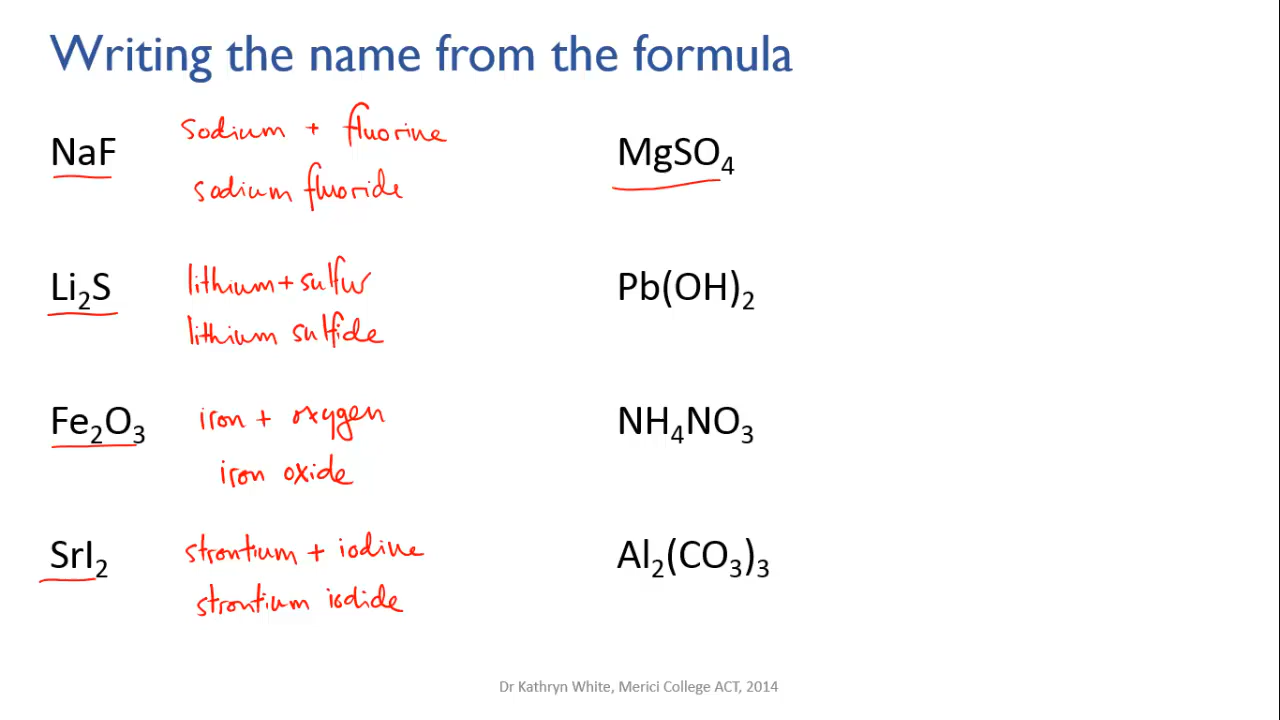 Writing the name from the formula
NaF
sodium + fluorine
sodium fluoride
Li₂S
lithium + sulfur
lithium sulfide
Fe₂O₃
iron + oxygen
iron oxide
SrI₂
strontium + iodine
strontium iodide
MgSO₄
Pb(OH)₂
NH₄NO₃
Al₂(CO₃)₃
Dr Kathryn White, Merici College ACT, 2014